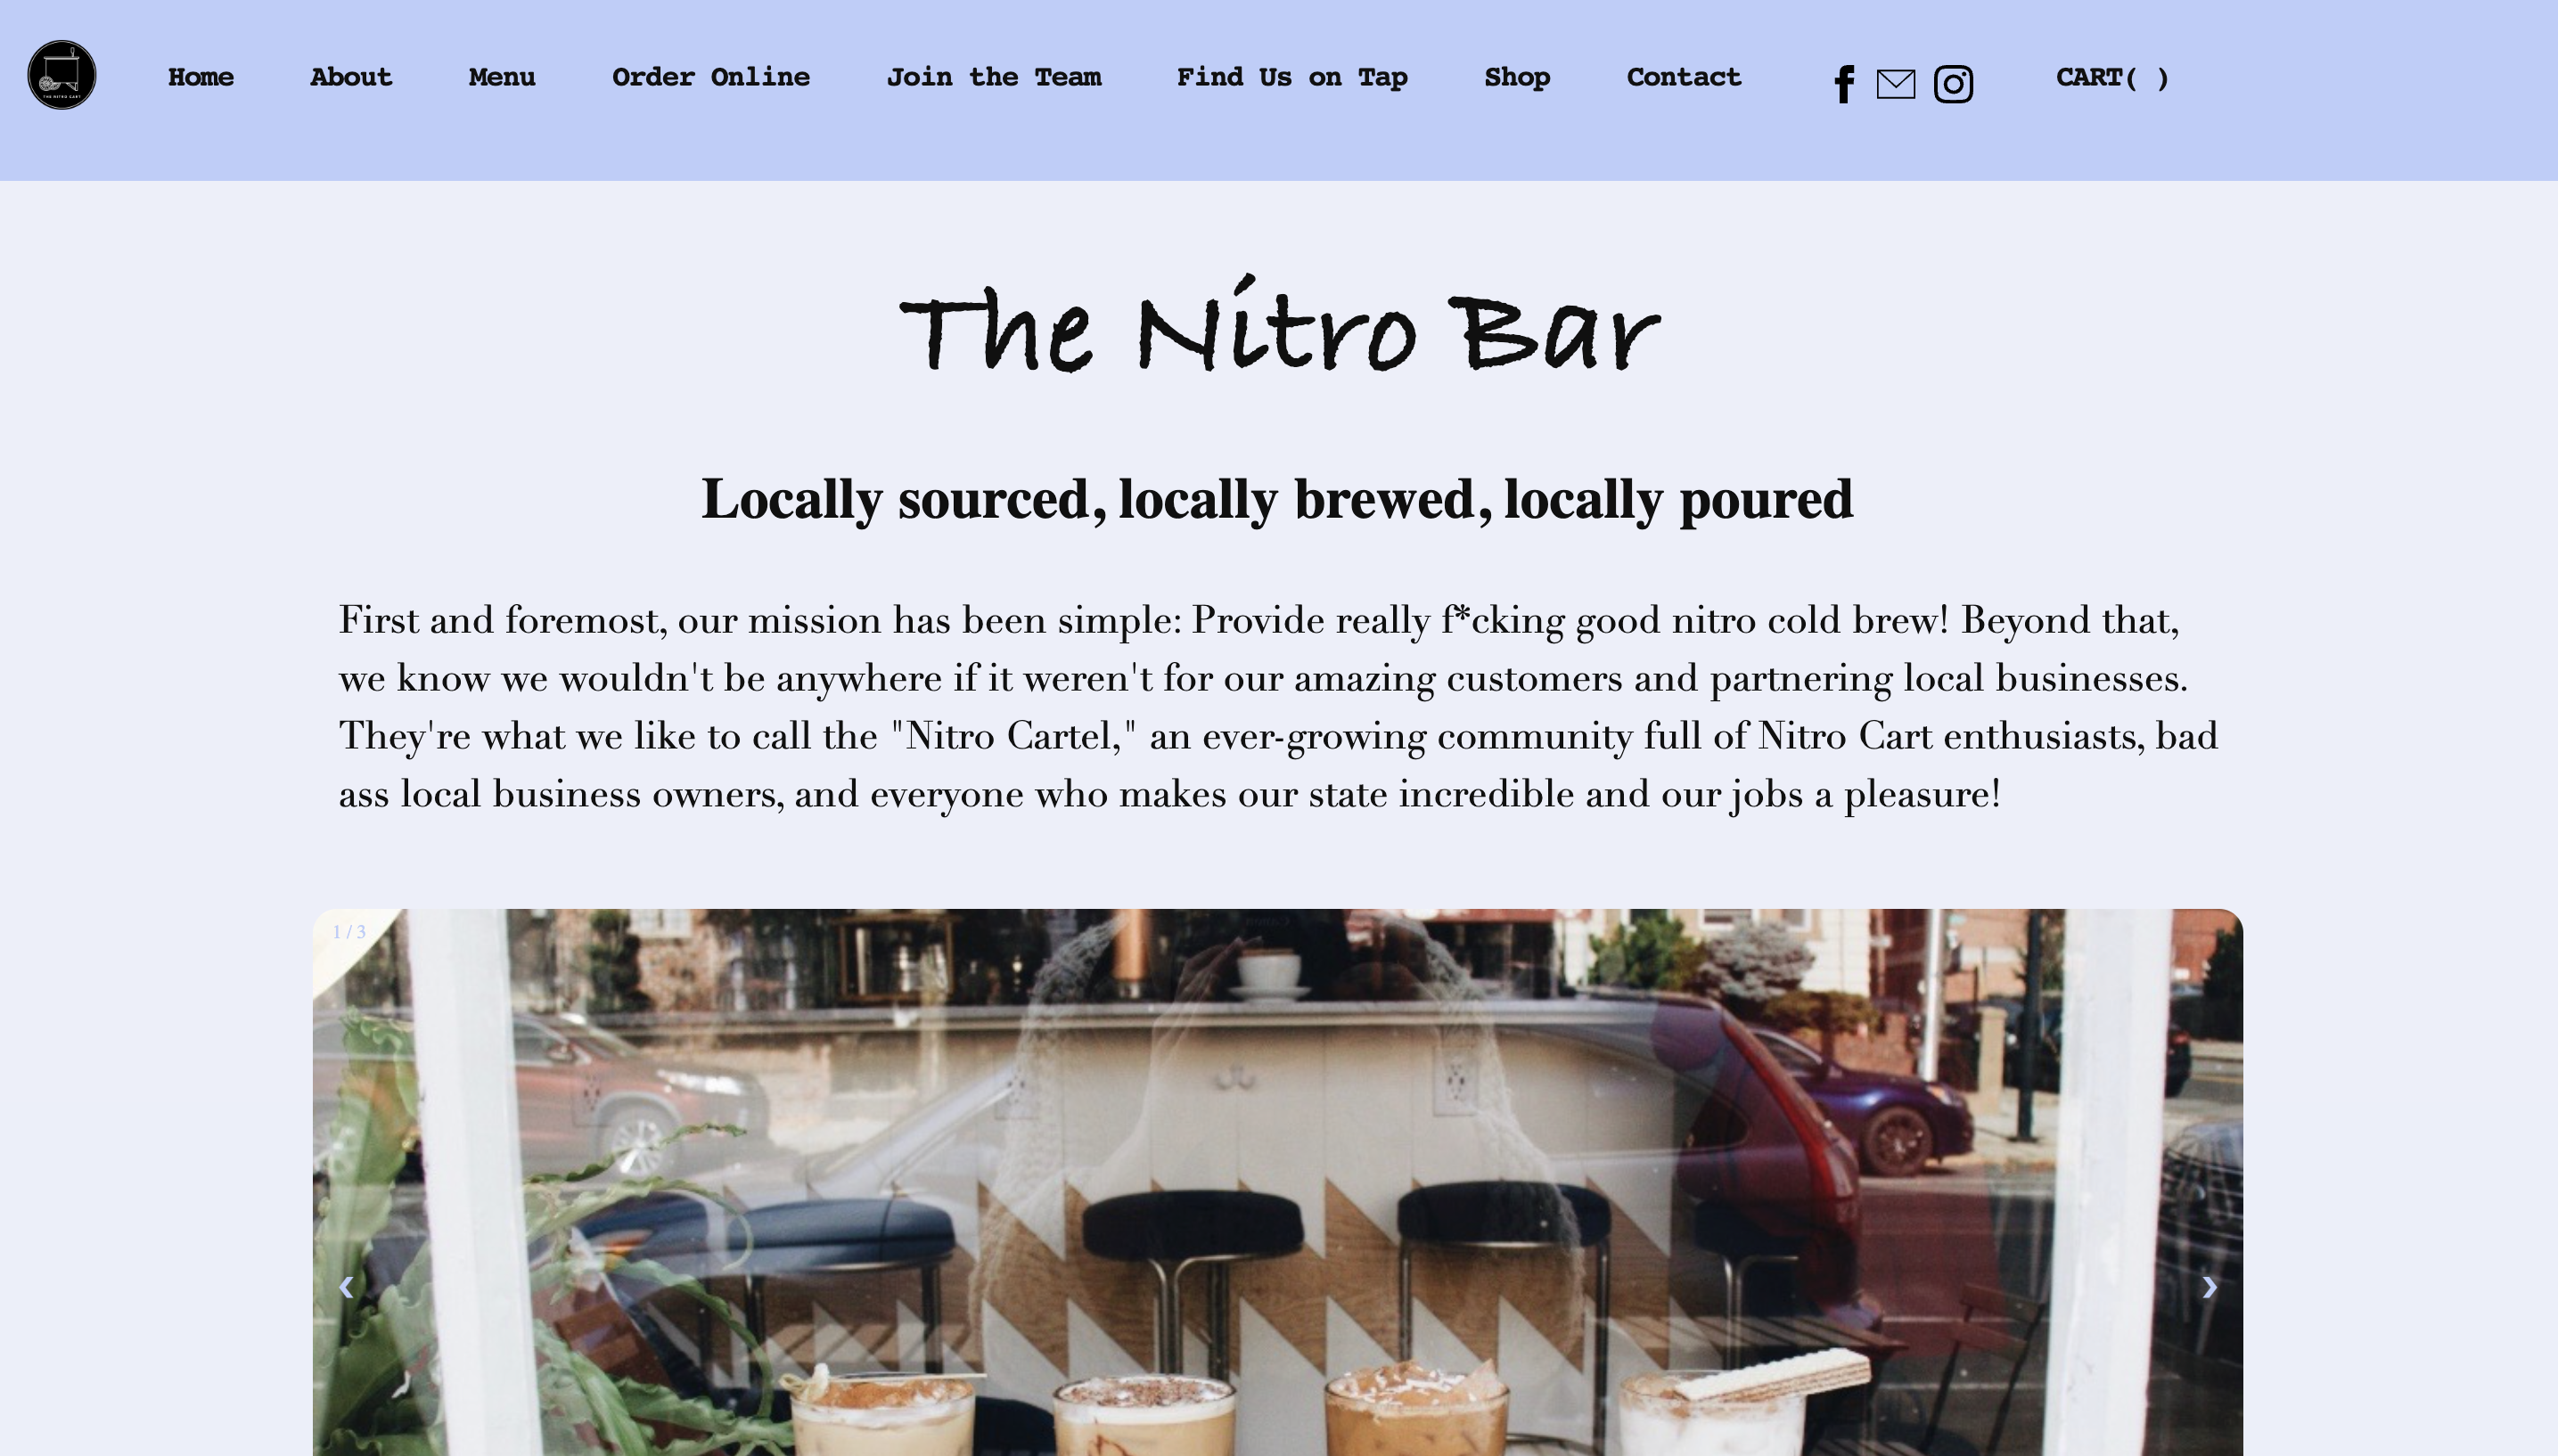 THE NITRO CART
Home About Menu Order Online Join the Team Find Us on Tap Shop Contact CART( )
The Nitro Bar
Locally sourced, locally brewed, locally poured
First and foremost, our mission has been simple: Provide really f*cking good nitro cold brew! Beyond that,
we know we wouldn't be anywhere if it weren't for our amazing customers and partnering local businesses.
They're what we like to call the "Nitro Cartel," an ever-growing community full of Nitro Cart enthusiasts, bad
ass local business owners, and everyone who makes our state incredible and our jobs a pleasure!
1 / 3
❮ ❯